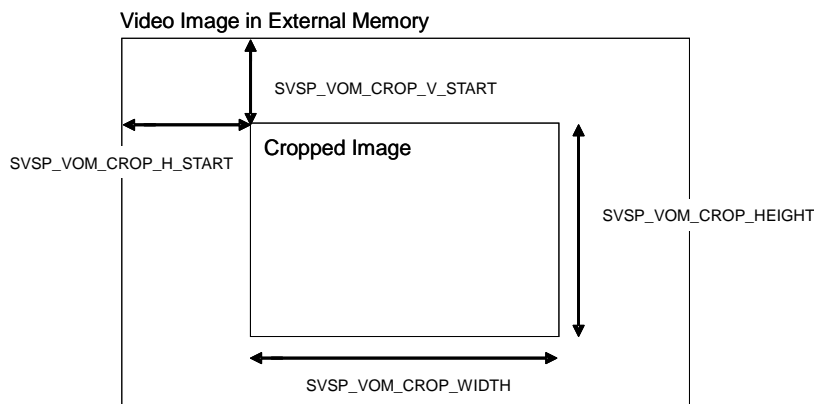 Video Image in External Memory
SVSP_VOM_CROP_V_START
Cropped Image
SVSP_VOM_CROP_H_START
SVSP_VOM_CROP_HEIGHT
SVSP_VOM_CROP_WIDTH